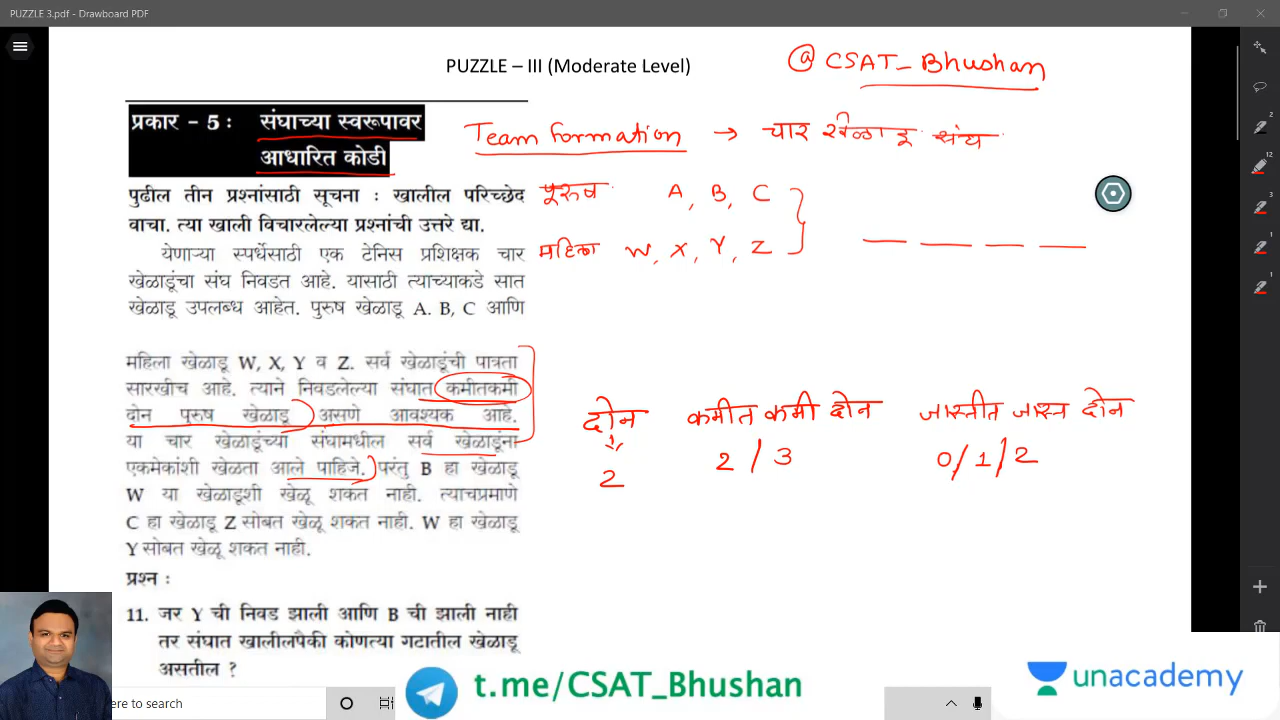 PUZZLE 3.pdf - Drawboard PDF
PUZZLE – III (Moderate Level)
@ CSAT_Bhushan
प्रकार - 5 : संघाच्या स्वरूपावर
आधारित कोडी
Team Formation → चार खेळाडू संघ
पुरुष A, B, C
महिला W, X, Y, Z
पुढील तीन प्रश्नांसाठी सूचना : खालील परिच्छेद
वाचा. त्या खाली विचारलेल्या प्रश्नांची उत्तरे द्या.
येणाऱ्या स्पर्धेसाठी एक टेनिस प्रशिक्षक चार
खेळाडूंचा संघ निवडत आहे. यासाठी त्याच्याकडे सात
खेळाडू उपलब्ध आहेत. पुरुष खेळाडू A. B, C आणि
महिला खेळाडू W, X, Y व Z. सर्व खेळाडूंची पात्रता
सारखीच आहे. त्याने निवडलेल्या संघात कमीतकमी
दोन पुरूष खेळाडू असणे आवश्यक आहे.
या चार खेळाडूंच्या संघामधील सर्व खेळाडूंना
एकमेकांशी खेळता आले पाहिजे. परंतु B हा खेळाडू
W या खेळाडूशी खेळू शकत नाही. त्याचप्रमाणे
C हा खेळाडू Z सोबत खेळू शकत नाही. W हा खेळाडू
Y सोबत खेळू शकत नाही.
दोन कमीत कमी दोन जास्तीत जास्त दोन
2 2 / 3 0 / 1 / 2
प्रश्न :
11. जर Y ची निवड झाली आणि B ची झाली नाही
तर संघात खालीलपैकी कोणत्या गटातील खेळाडू
असतील ?
t.me/CSAT_Bhushan
unacademy
ere to search